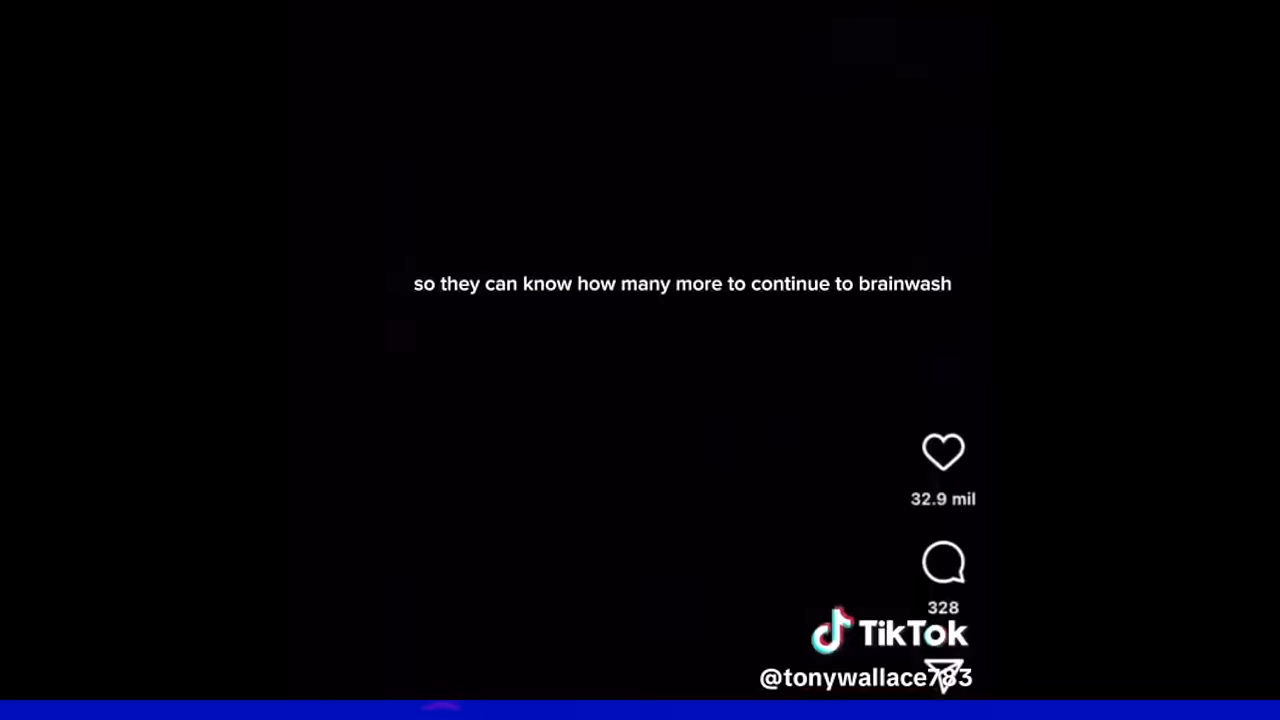 so they can know how many more to continue to brainwash
32.9 mil
328
TikTok
@tonywallace783